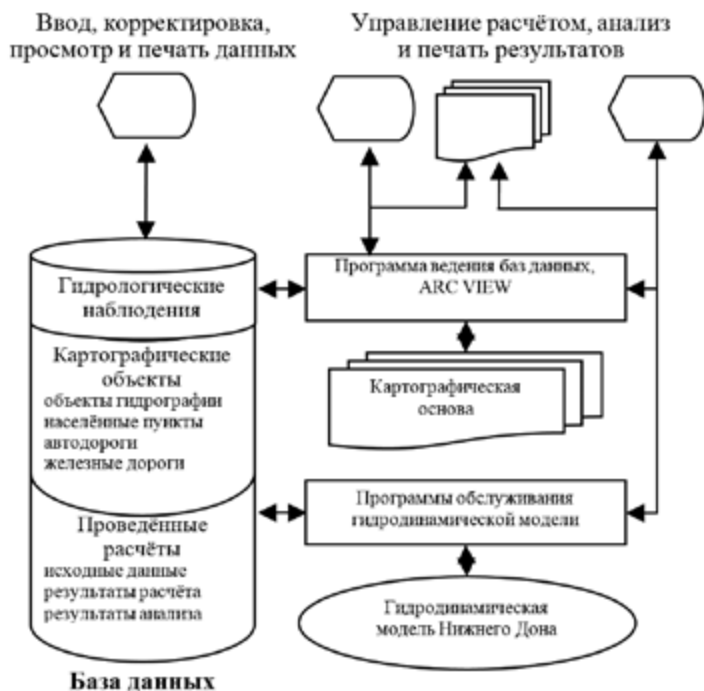 Ввод, корректировка,
просмотр и печать данных
Управление расчётом, анализ
и печать результатов
Гидрологические
наблюдения
Картографические
объекты
объекты гидрографии
населённые пункты
автодороги
железные дороги
Проведённые
расчёты
исходные данные
результаты расчёта
результаты анализа
База данных
Программа ведения баз данных,
ARC VIEW
Картографическая
основа
Программы обслуживания
гидродинамической модели
Гидродинамическая
модель Нижнего Дона